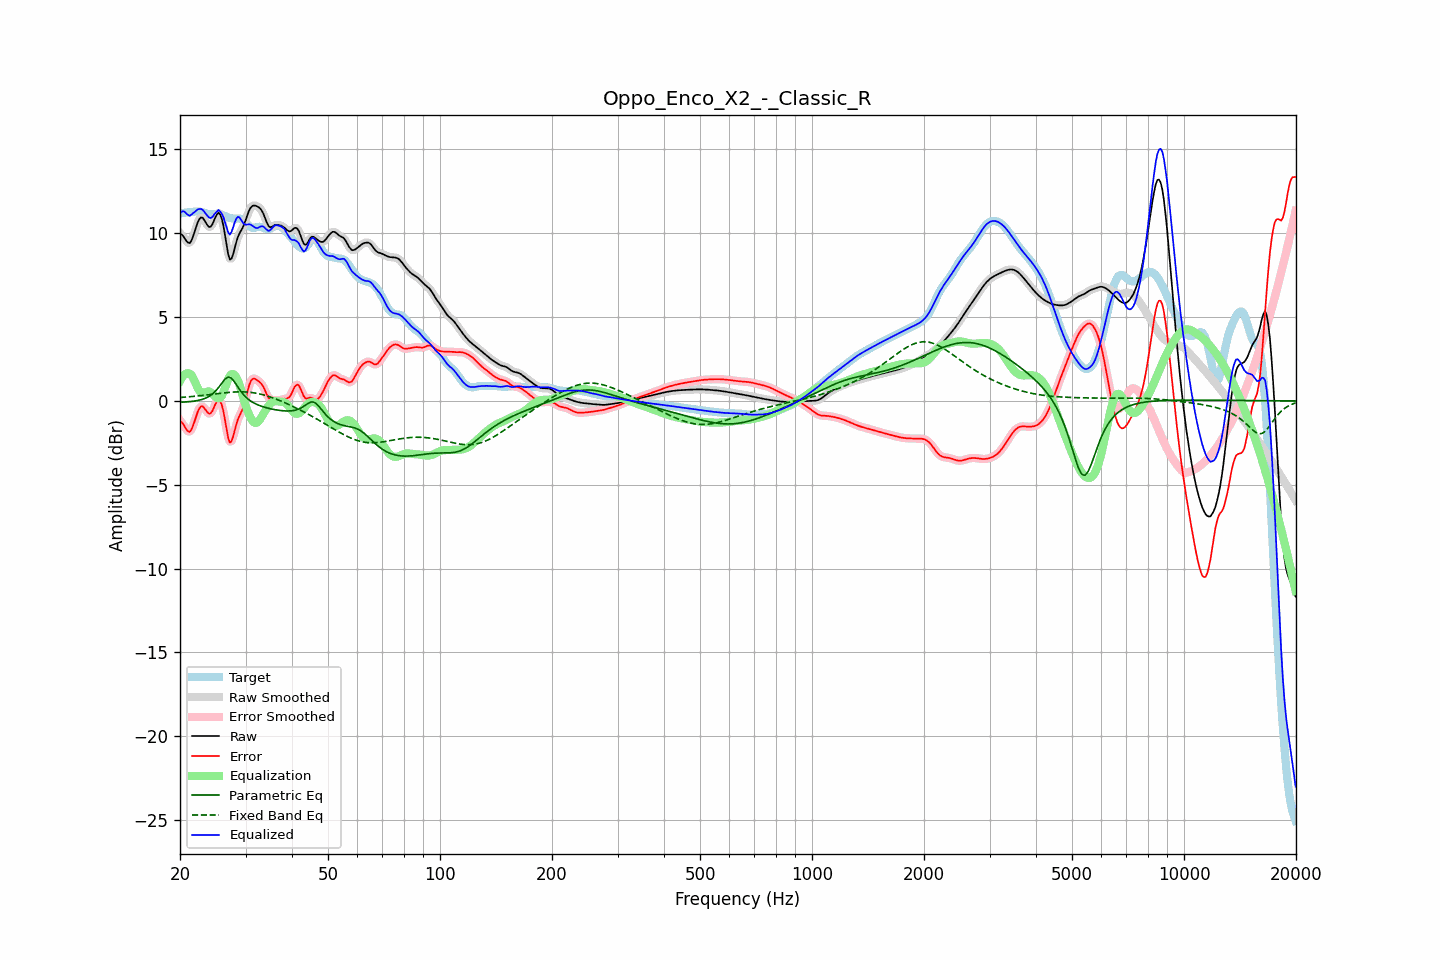 Oppo_Enco_X2_-_Classic_R
Amplitude (dBr)
15
10
5
0
−5
−10
−15
−20
−25
Target
Raw Smoothed
Error Smoothed
Raw
Error
Equalization
Parametric Eq
Fixed Band Eq
Equalized
20 50 100 200 500 1000 2000 5000 10000 20000
Frequency (Hz)